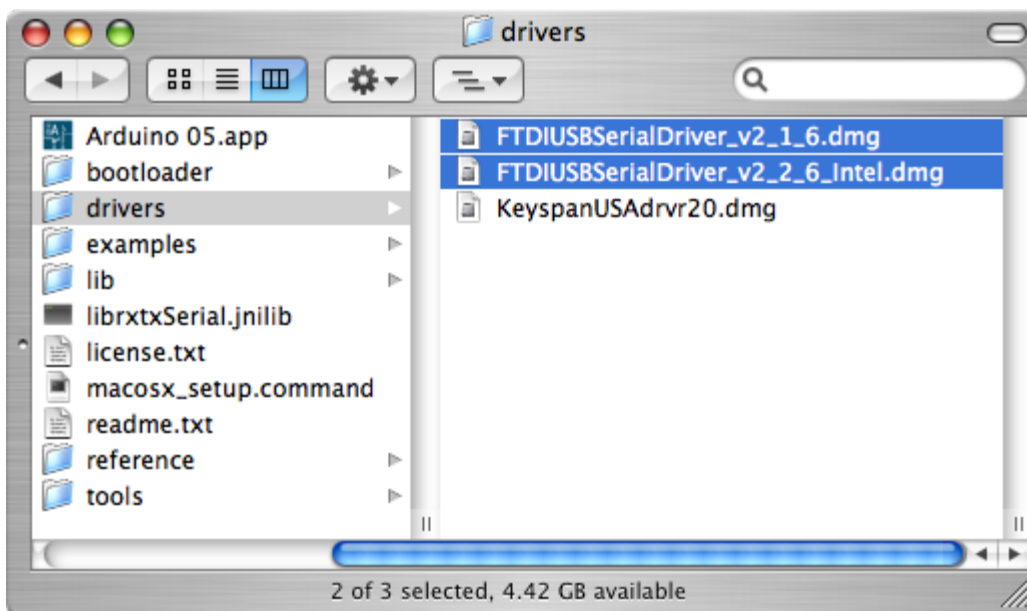 drivers
Arduino 05.app
bootloader
drivers
examples
lib
librxtxSerial.jnilib
license.txt
macosx_setup.command
readme.txt
reference
tools
FTDIUSBSerialDriver_v2_1_6.dmg
FTDIUSBSerialDriver_v2_2_6_Intel.dmg
KeyspanUSAdrvr20.dmg
2 of 3 selected, 4.42 GB available